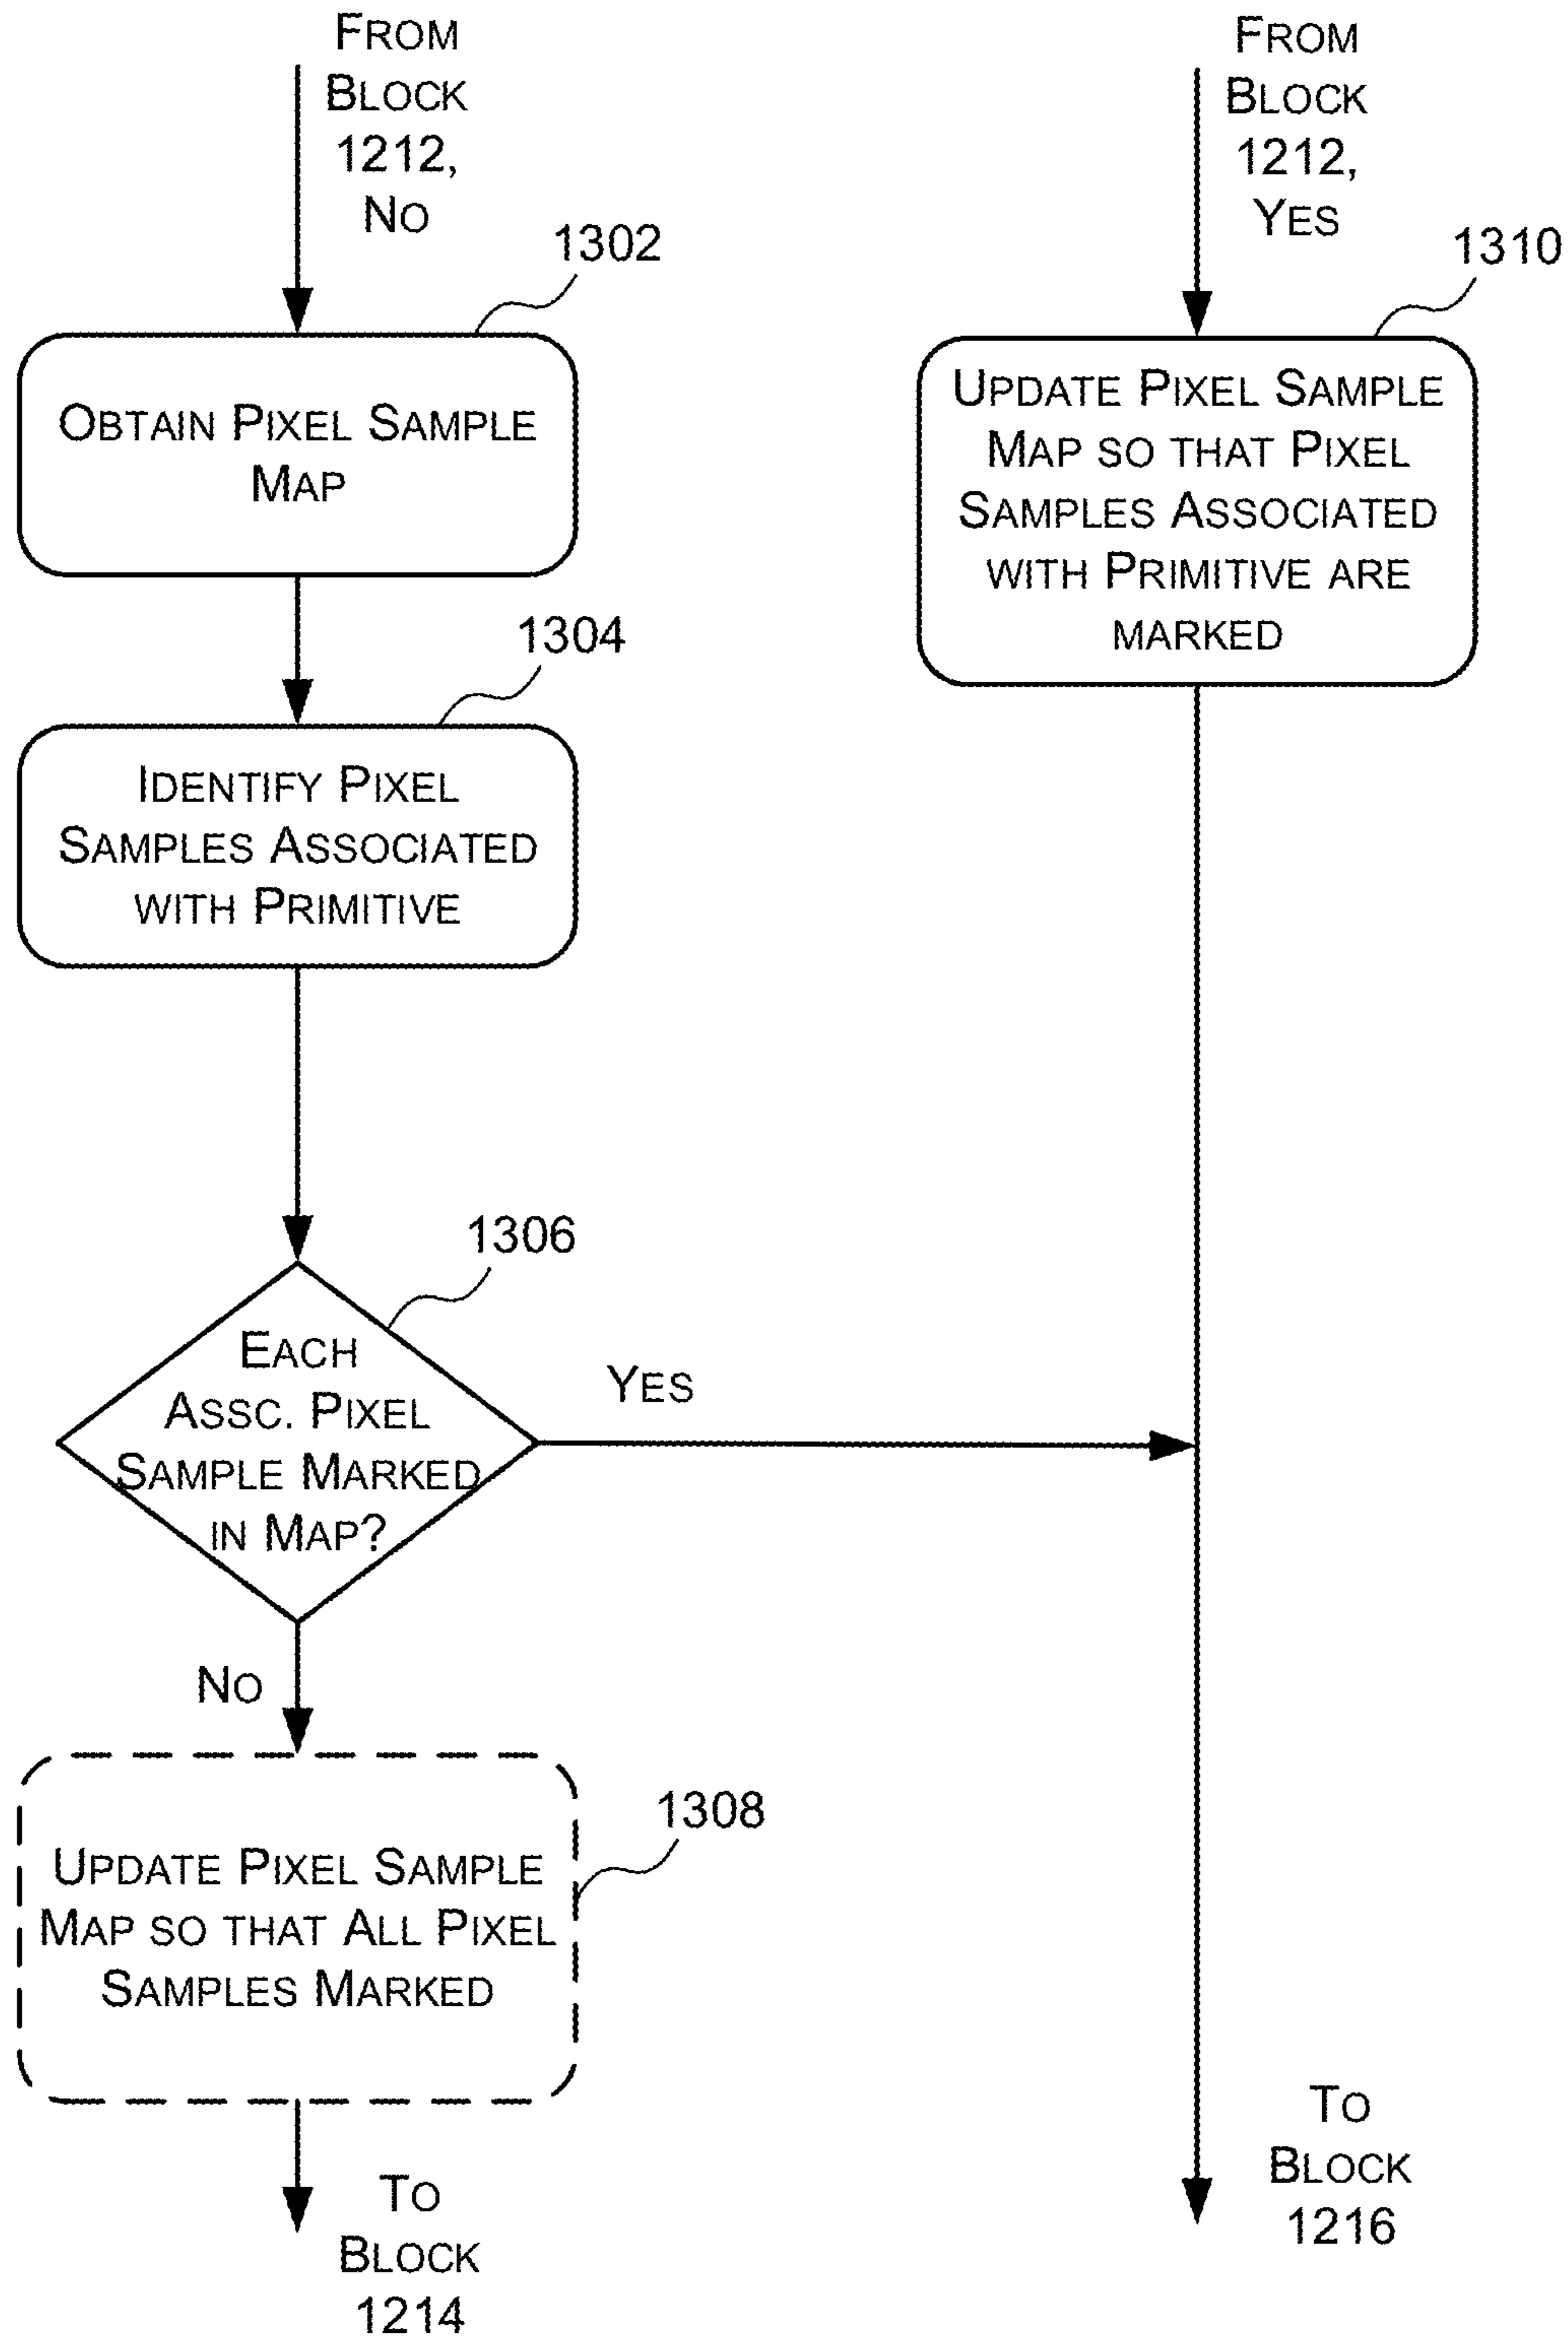 From
Block
1212,
No
1302
Obtain Pixel Sample
Map
1304
Identify Pixel
Samples Associated
with Primitive
1306
Each
Assc. Pixel
Sample Marked
in Map?
Yes
No
1308
Update Pixel Sample
Map so that All Pixel
Samples Marked
To
Block
1214
From
Block
1212,
Yes
1310
Update Pixel Sample
Map so that Pixel
Samples Associated
with Primitive are
marked
To
Block
1216